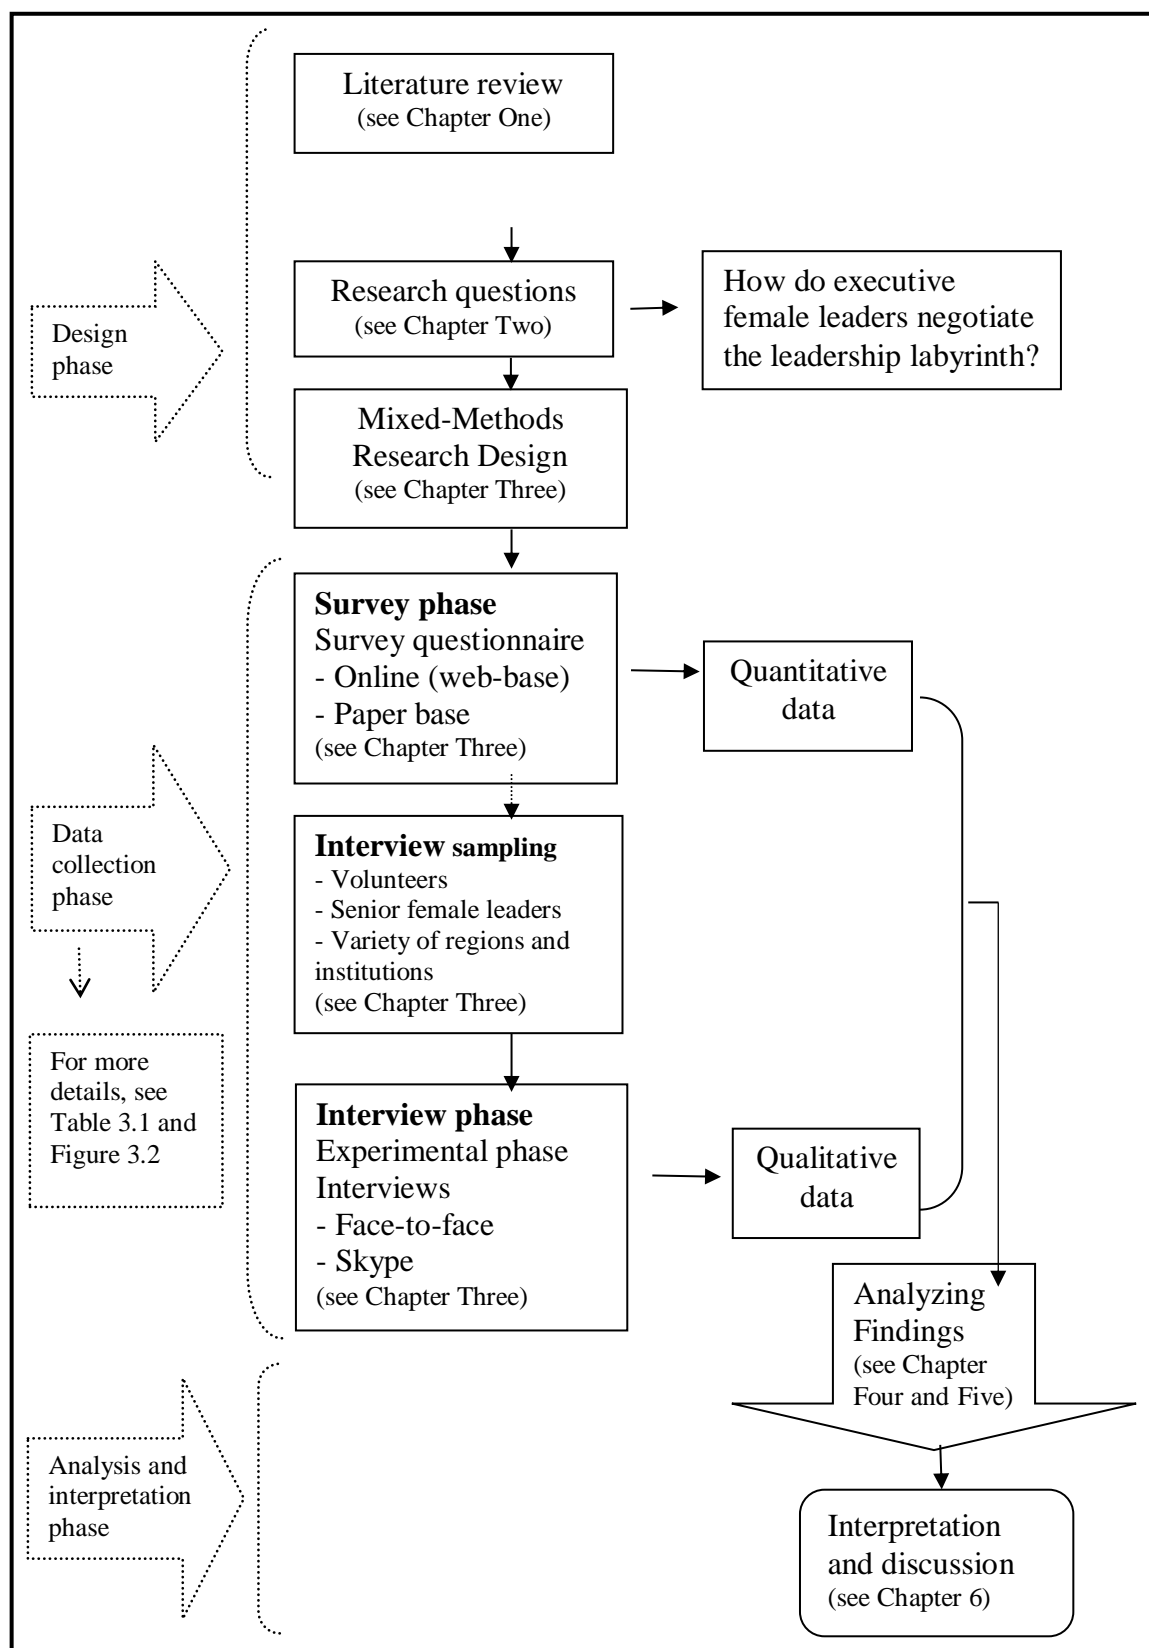 Literature review
(see Chapter One)
Research questions
(see Chapter Two)
How do executive
female leaders negotiate
the leadership labyrinth?
Design
phase
Mixed-Methods
Research Design
(see Chapter Three)
Survey phase
Survey questionnaire
- Online (web-base)
- Paper base
(see Chapter Three)
Quantitative
data
Data
collection
phase
Interview sampling
- Volunteers
- Senior female leaders
- Variety of regions and
institutions
(see Chapter Three)
For more
details, see
Table 3.1 and
Figure 3.2
Interview phase
Experimental phase
Interviews
- Face-to-face
- Skype
(see Chapter Three)
Qualitative
data
Analyzing
Findings
(see Chapter
Four and Five)
Analysis and
interpretation
phase
Interpretation
and discussion
(see Chapter 6)